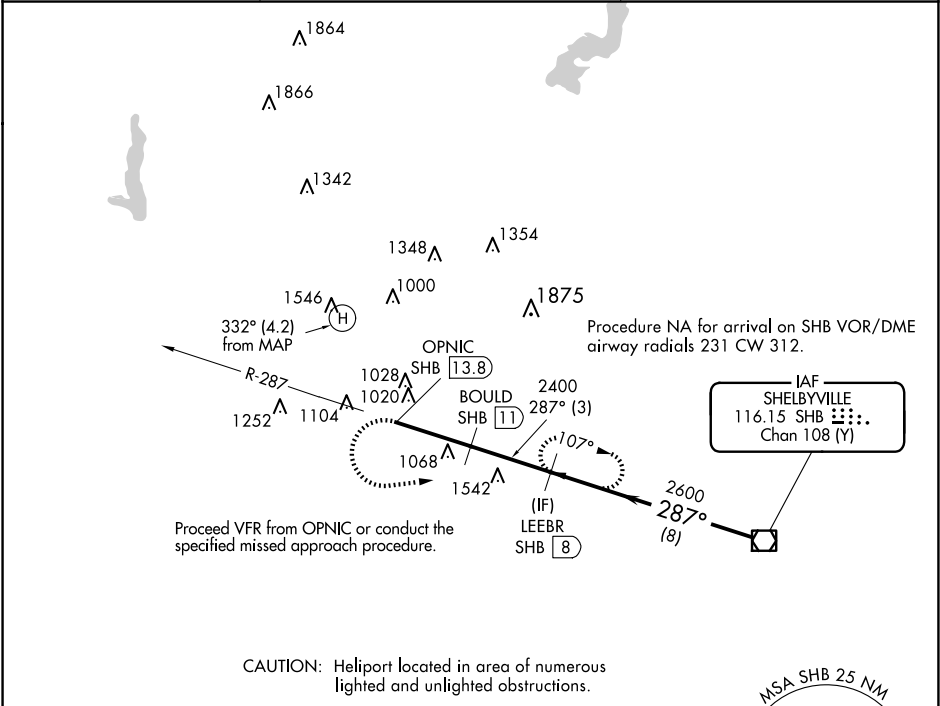 1864
1866
1342
1354
1348
1000
1875
1546
H
332° (4.2)
from MAP
Procedure NA for arrival on SHB VOR/DME
airway radials 231 CW 312.
OPNIC
SHB 13.8
R-287
1028
1020
1252
1104
BOULD
SHB 11
2400
287° (3)
IAF
SHELBYVILLE
116.15 SHB
Chan 108 (Y)
107°
1068
1542
(IF)
LEEBR
SHB 8
2600
287°
(8)
Proceed VFR from OPNIC or conduct the
specified missed approach procedure.
CAUTION: Heliport located in area of numerous
lighted and unlighted obstructions.
MSA SHB 25 NM